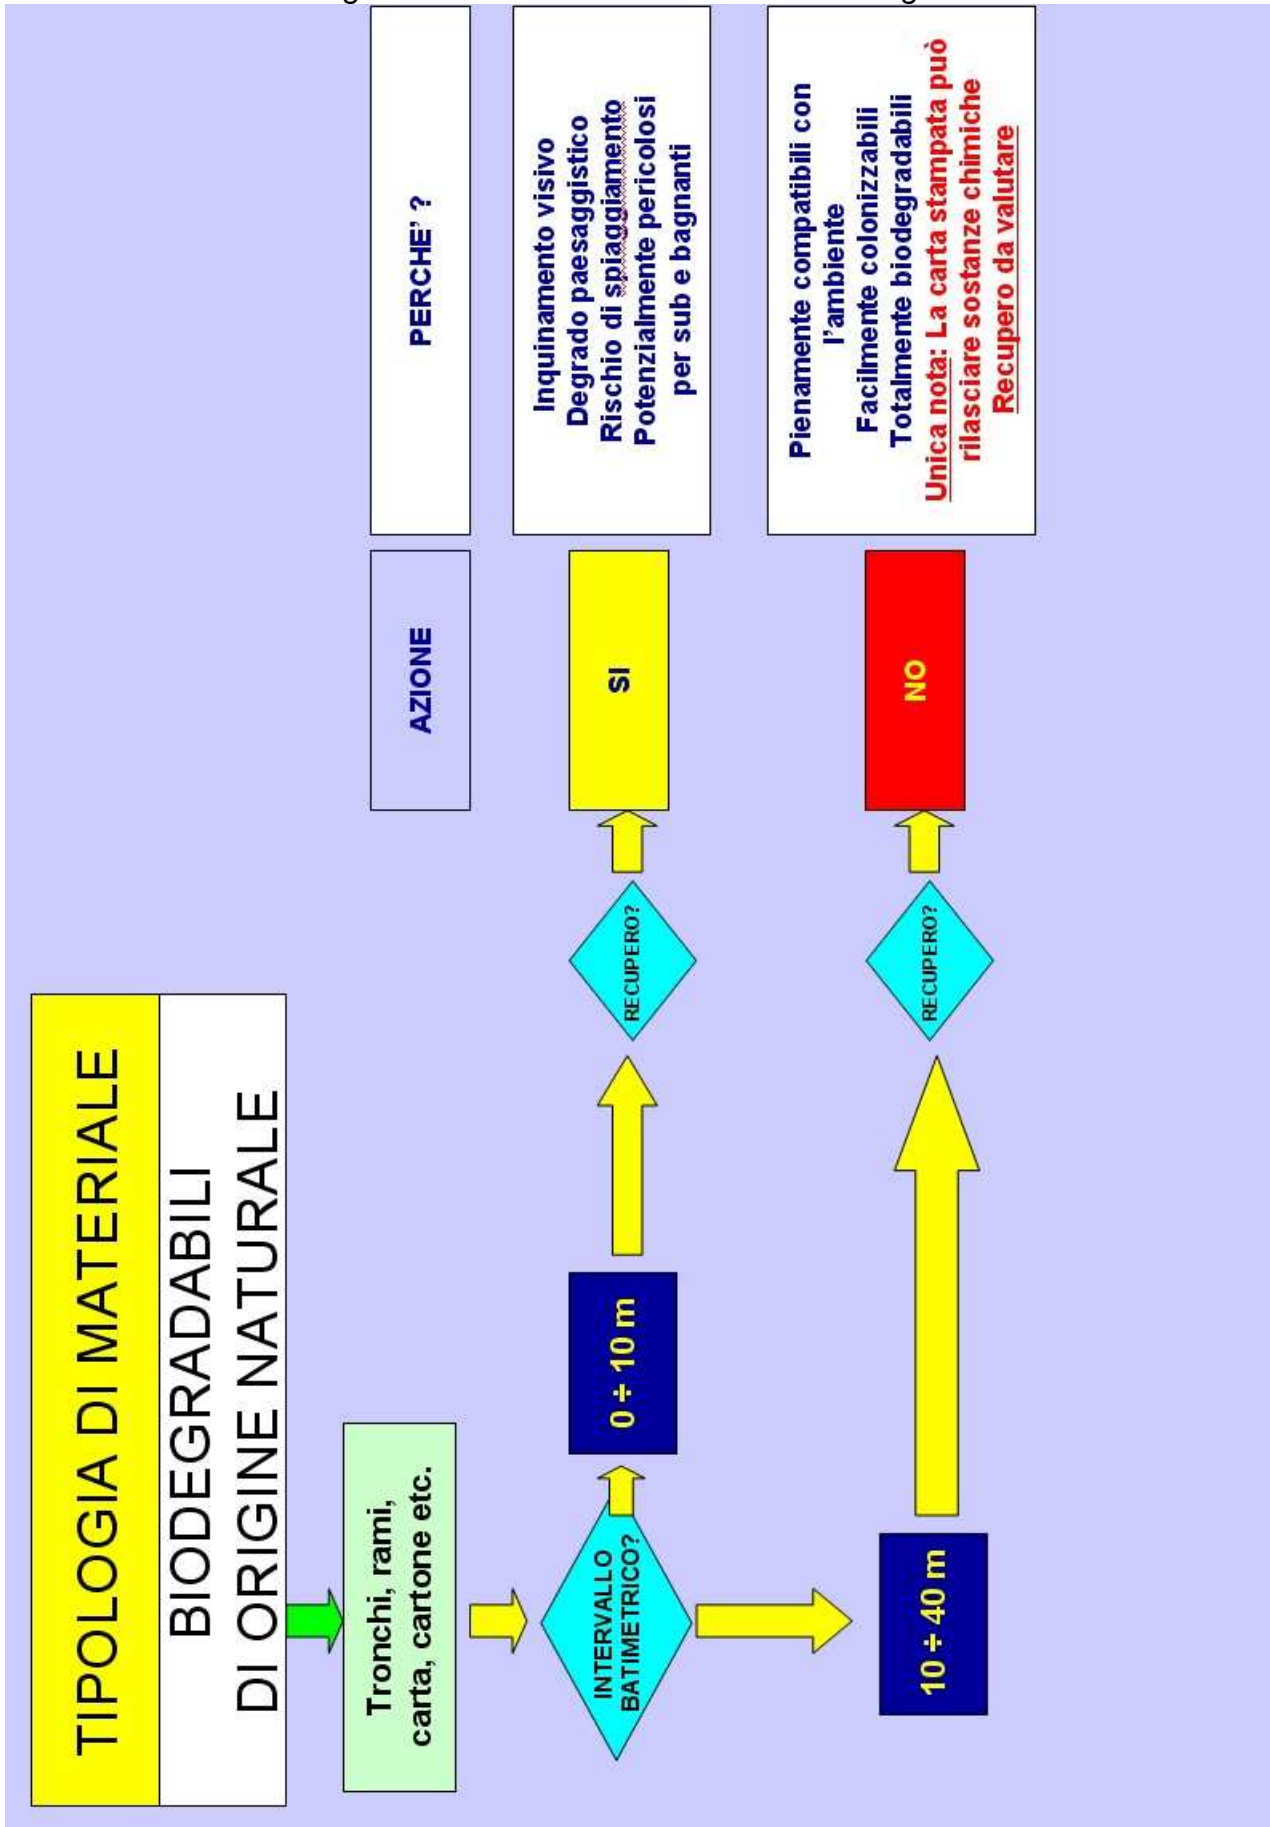 TIPOLOGIA DI MATERIALE
BIODEGRADABILI
DI ORIGINE NATURALE
Tronchi, rami,
carta, cartone etc.
AZIONE
PERCHE' ?
INTERVALLO
BATIMETRICO?
0 ÷ 10 m
RECUPERO?
SI
Inquinamento visivo
Degrado paesaggistico
Rischio di spiaggiamento
Potenzialmente pericolosi
per sub e bagnanti
10 ÷ 40 m
RECUPERO?
NO
Pienamente compatibili con
l'ambiente
Facilmente colonizzabili
Totalmente biodegradabili
Unica nota: La carta stampata può
rilasciare sostanze chimiche
Recupero da valutare